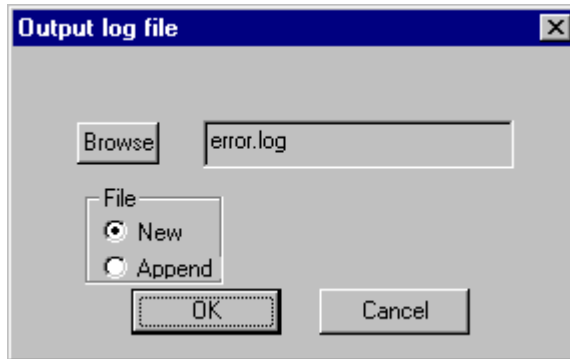 Output log file
Browse error.log
File
New
Append
OK Cancel